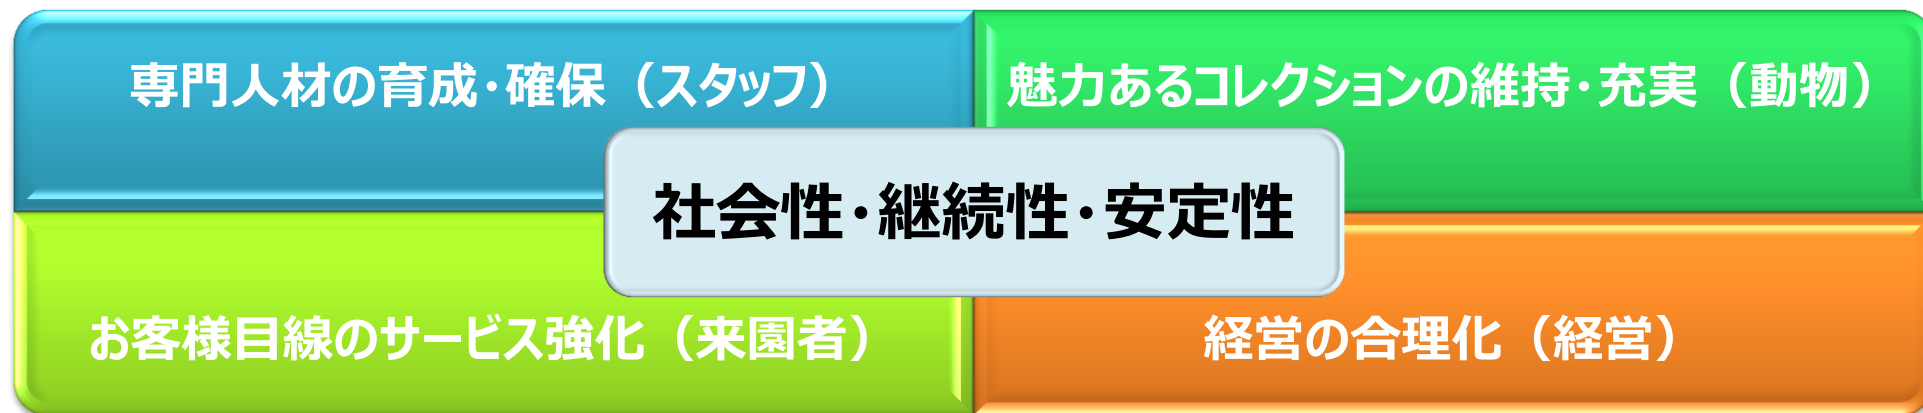 専門人材の育成・確保（スタッフ）
魅力あるコレクションの維持・充実（動物）
社会性・継続性・安定性
お客様目線のサービス強化（来園者）
経営の合理化（経営）